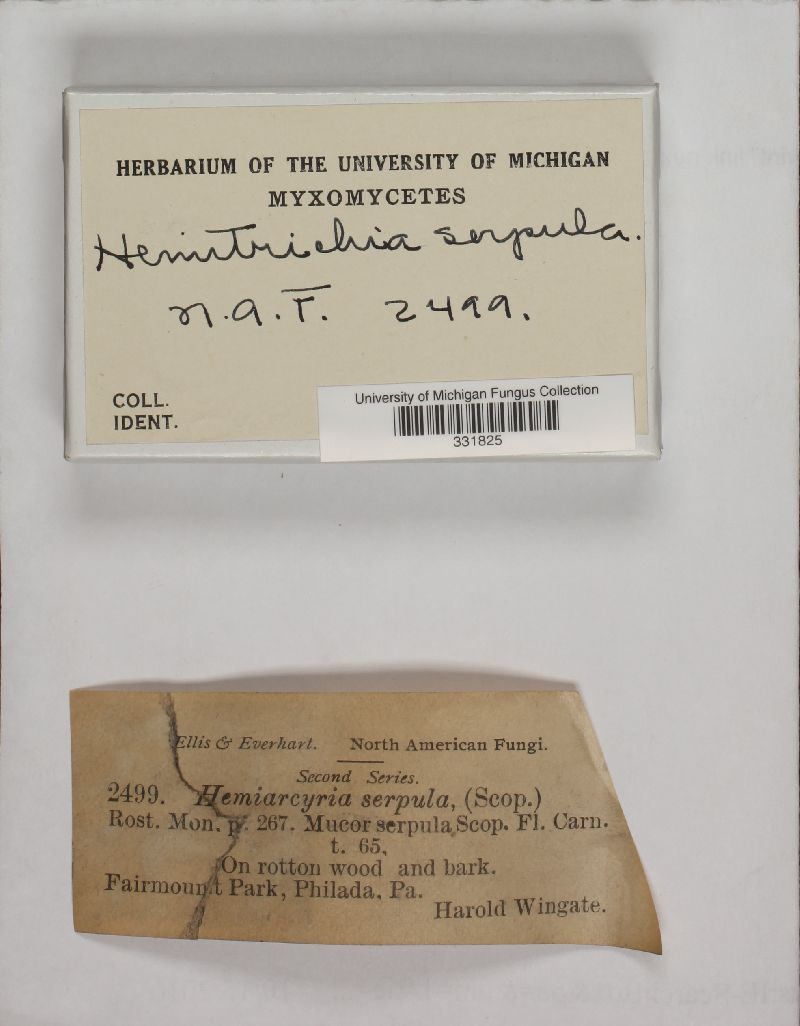 HERBARIUM OF THE UNIVERSITY OF MICHIGAN
MYXOMYCETES
Hemitrichia serpula.
N.A.F. 2499.
COLL.
IDENT.
University of Michigan Fungus Collection
331825
Ellis & Everhart. North American Fungi.
Second Series.
2499. Hemiarcyria serpula, (Scop.)
Rost. Mon. p. 267. Mucor serpula, Scop. Fl. Carn.
t. 65,
On rotton wood and bark.
Fairmount Park, Philada, Pa.
Harold Wingate.